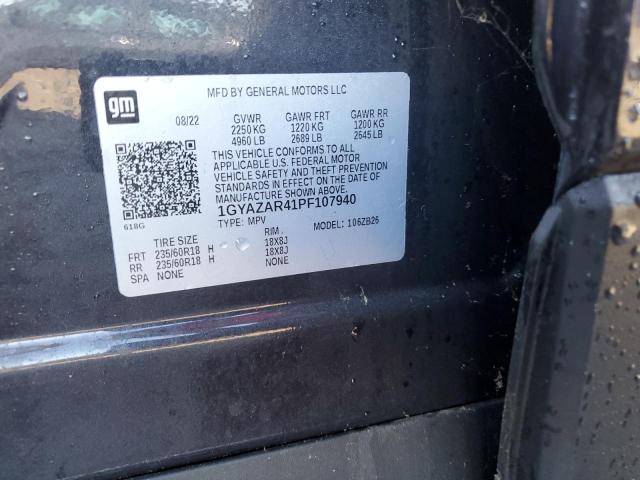 gm
MFD BY GENERAL MOTORS LLC
08/22 GVWR GAWR FRT GAWR RR
2250 KG 1220 KG 1200 KG
4960 LB 2689 LB 2645 LB
THIS VEHICLE CONFORMS TO ALL
APPLICABLE U.S. FEDERAL MOTOR
VEHICLE SAFETY AND THEFT PREVENTION
STANDARDS IN EFFECT ON THE DATE OF
MANUFACTURE SHOWN ABOVE.
1GYAZAR41PF107940
618G TYPE: MPV MODEL: 106ZB26
TIRE SIZE RIM
FRT 235/60R18 H 18X8J
RR 235/60R18 H 18X8J
SPA NONE NONE